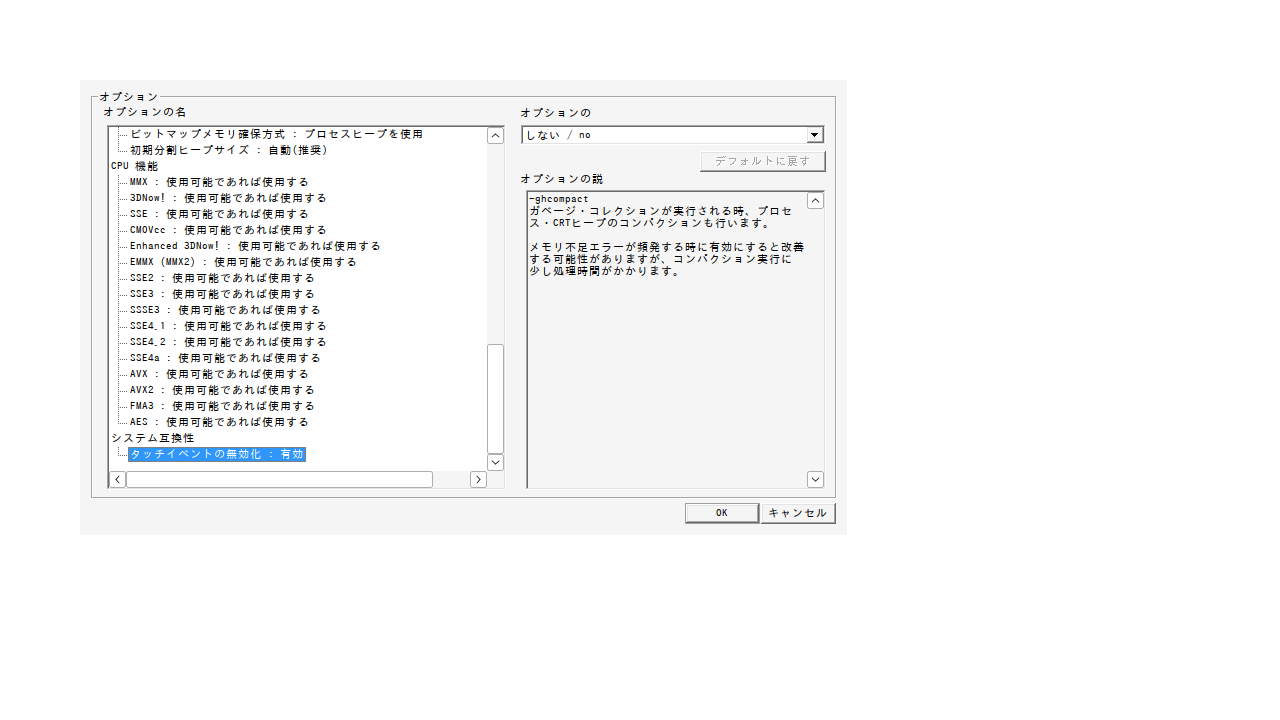 オプション
オプションの名
ビットマップメモリ確保方式 : プロセスヒープを使用
初期分割ヒープサイズ : 自動(推奨)
CPU 機能
MMX : 使用可能であれば使用する
3DNow! : 使用可能であれば使用する
SSE : 使用可能であれば使用する
CMOVcc : 使用可能であれば使用する
Enhanced 3DNow! : 使用可能であれば使用する
EMMX (MMX2) : 使用可能であれば使用する
SSE2 : 使用可能であれば使用する
SSE3 : 使用可能であれば使用する
SSSE3 : 使用可能であれば使用する
SSE4.1 : 使用可能であれば使用する
SSE4.2 : 使用可能であれば使用する
SSE4a : 使用可能であれば使用する
AVX : 使用可能であれば使用する
AVX2 : 使用可能であれば使用する
FMA3 : 使用可能であれば使用する
AES : 使用可能であれば使用する
システム互換性
タッチイベントの無効化 : 有効
オプションの
しない / no
デフォルトに戻す
オプションの説
-ghcompact
ガベージ・コレクションが実行される時、プロセ
ス・CRTヒープのコンパクションも行います。
メモリ不足エラーが頻発する時に有効にすると改善
する可能性がありますが、コンパクション実行に
少し処理時間がかかります。
OK
キャンセル